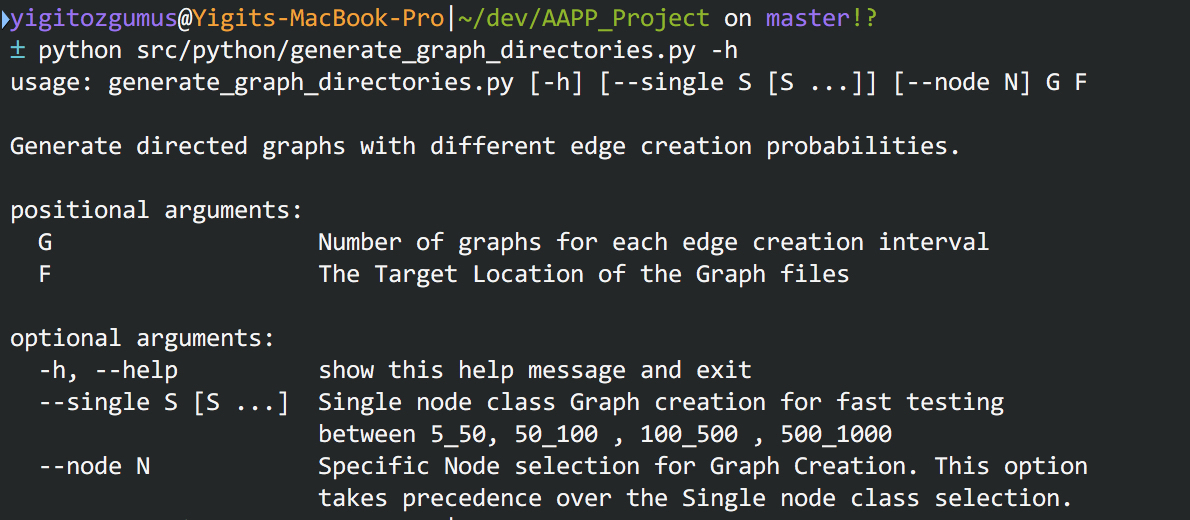 yigitozgumus@Yigits-MacBook-Pro|~/dev/AAPP_Project on master!?
± python src/python/generate_graph_directories.py -h
usage: generate_graph_directories.py [-h] [--single S [S ...]] [--node N] G F
Generate directed graphs with different edge creation probabilities.
positional arguments:
  G                   Number of graphs for each edge creation interval
  F                   The Target Location of the Graph files
optional arguments:
  -h, --help          show this help message and exit
  --single S [S ...]  Single node class Graph creation for fast testing
                      between 5_50, 50_100 , 100_500 , 500_1000
  --node N            Specific Node selection for Graph Creation. This option
                      takes precedence over the Single node class selection.